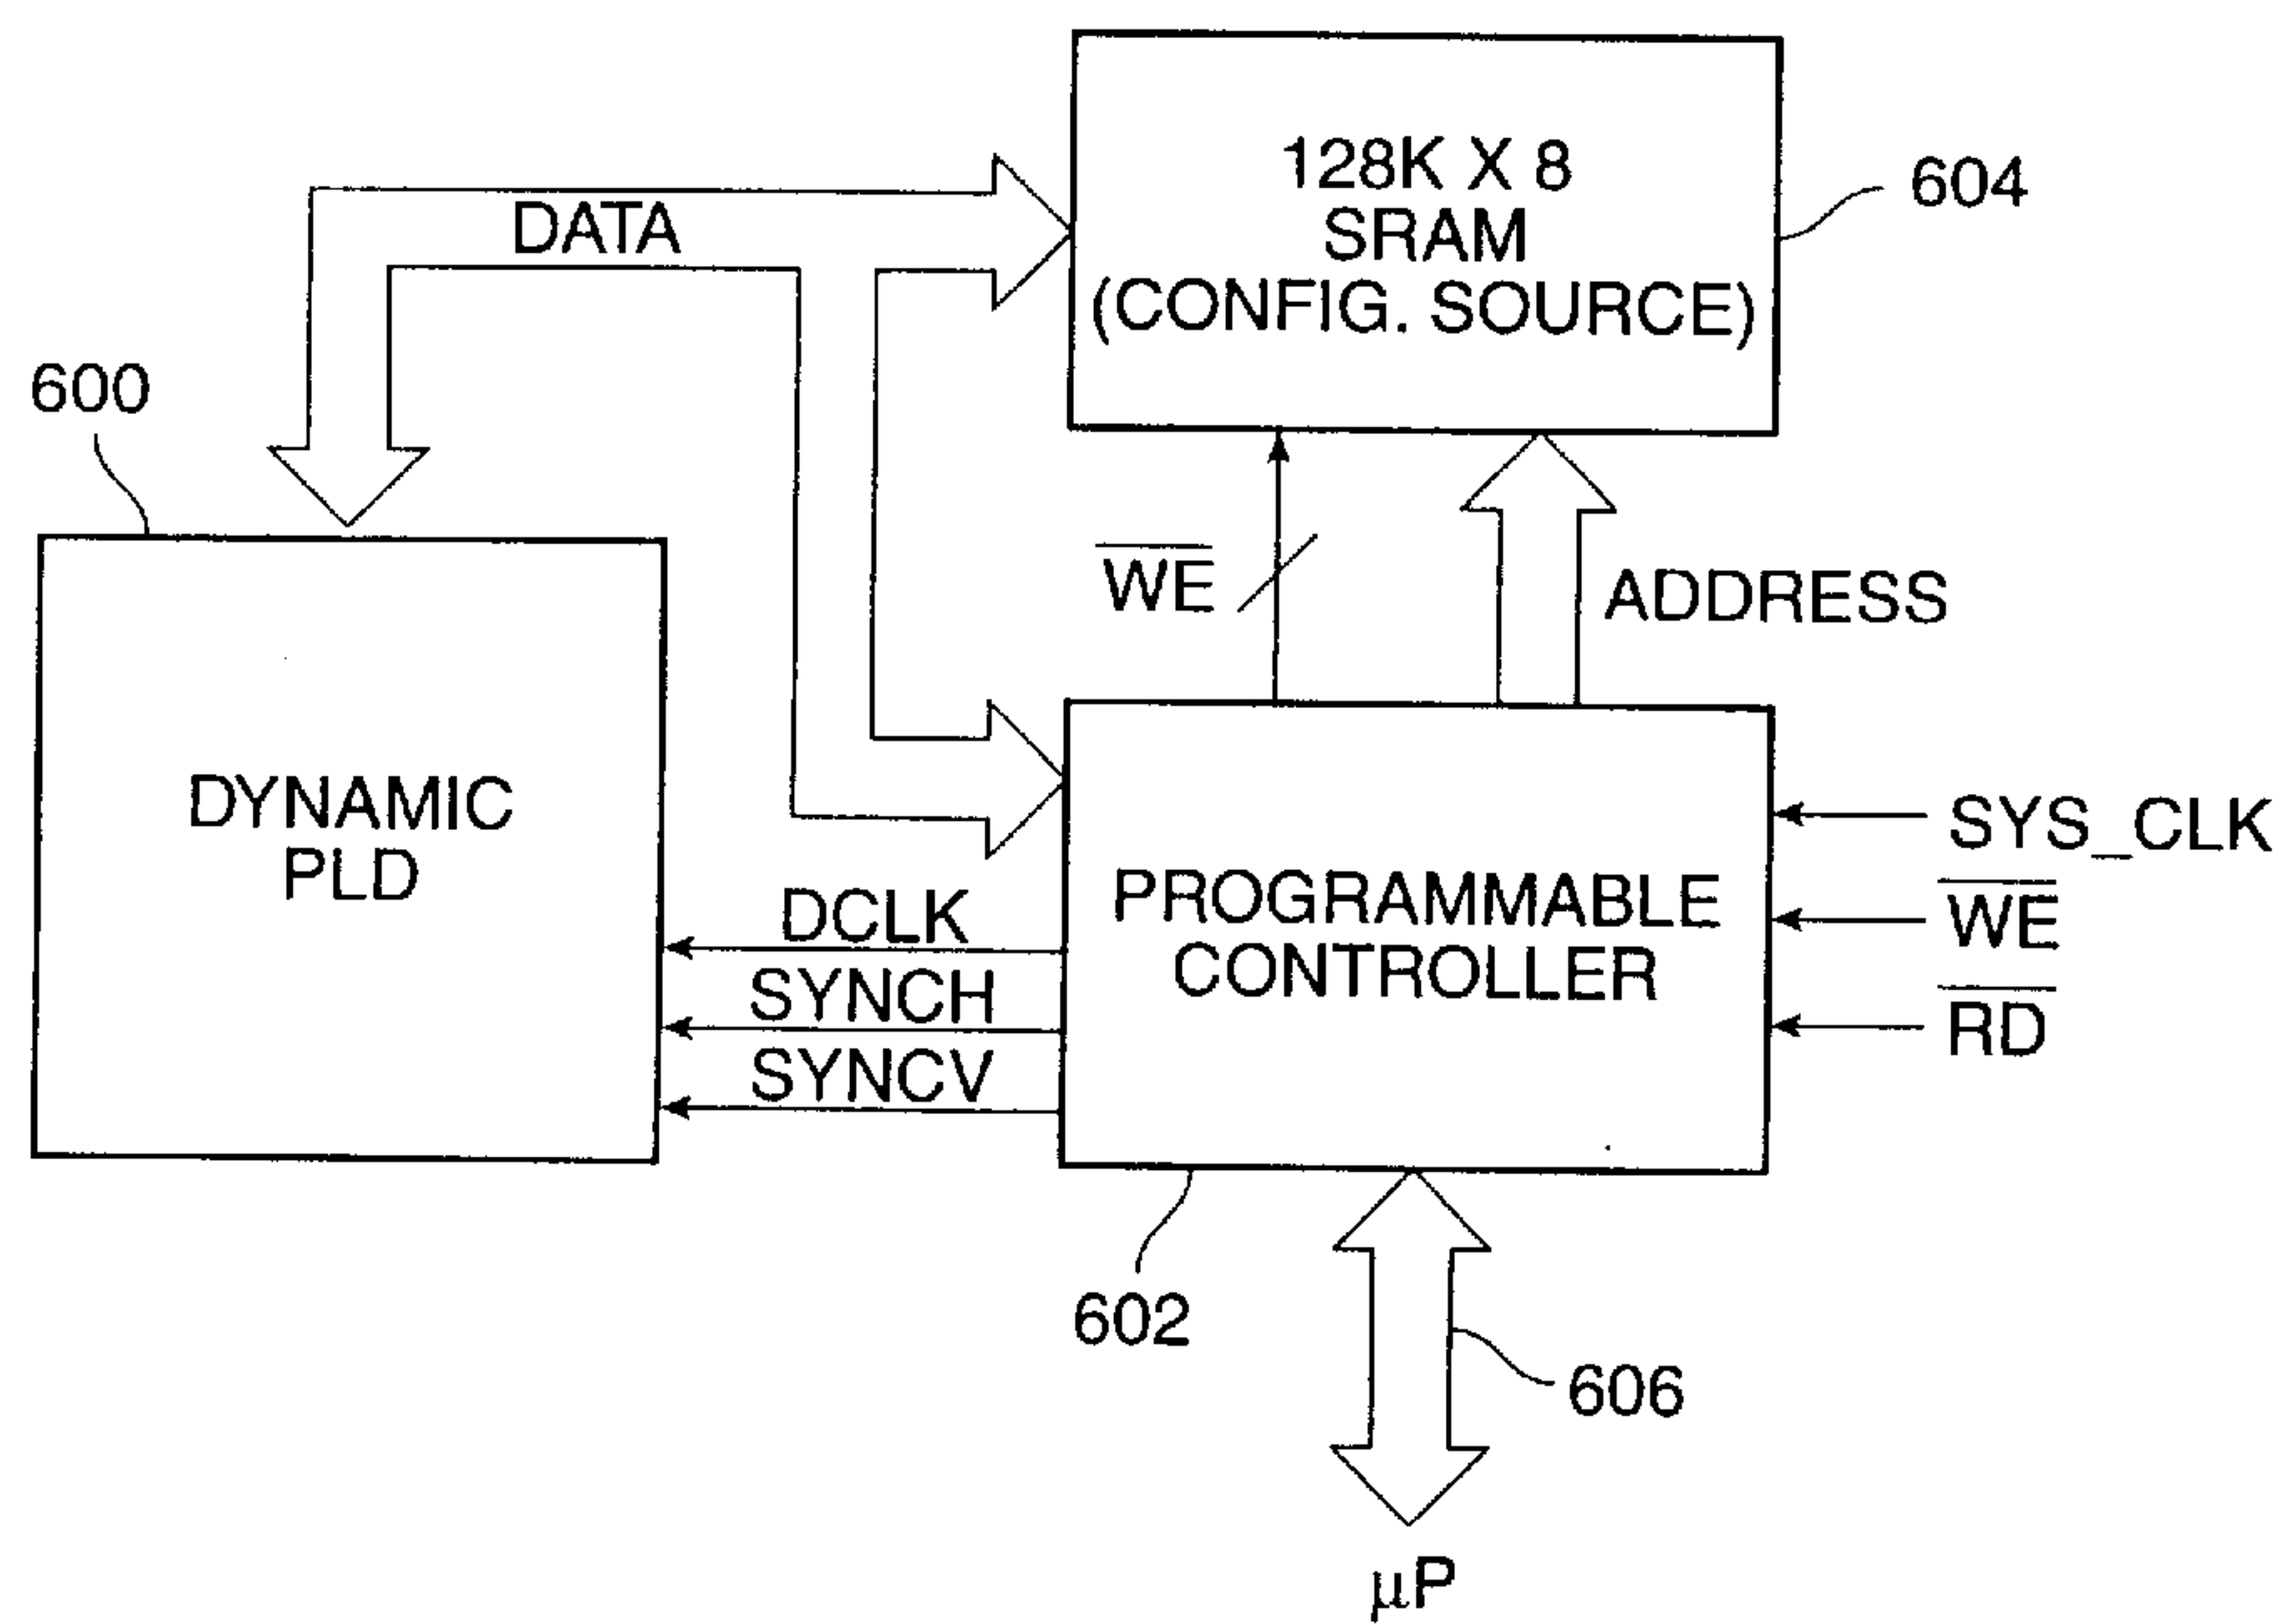 128K X 8
SRAM
(CONFIG. SOURCE)
604
DATA
600
WE
ADDRESS
DYNAMIC
PLD
DCLK
SYNCH
SYNCV
PROGRAMMABLE
CONTROLLER
SYS_CLK
WE
RD
602
606
µP